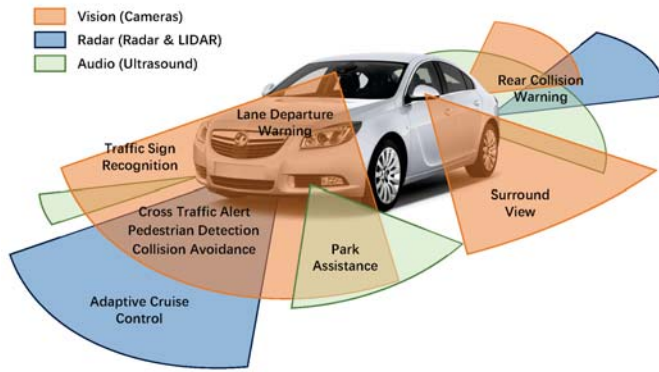 Vision (Cameras)
Radar (Radar & LIDAR)
Audio (Ultrasound)
Rear Collision
Warning
Lane Departure
Warning
Traffic Sign
Recognition
Surround
View
Cross Traffic Alert
Pedestrian Detection
Collision Avoidance
Park
Assistance
Adaptive Cruise
Control